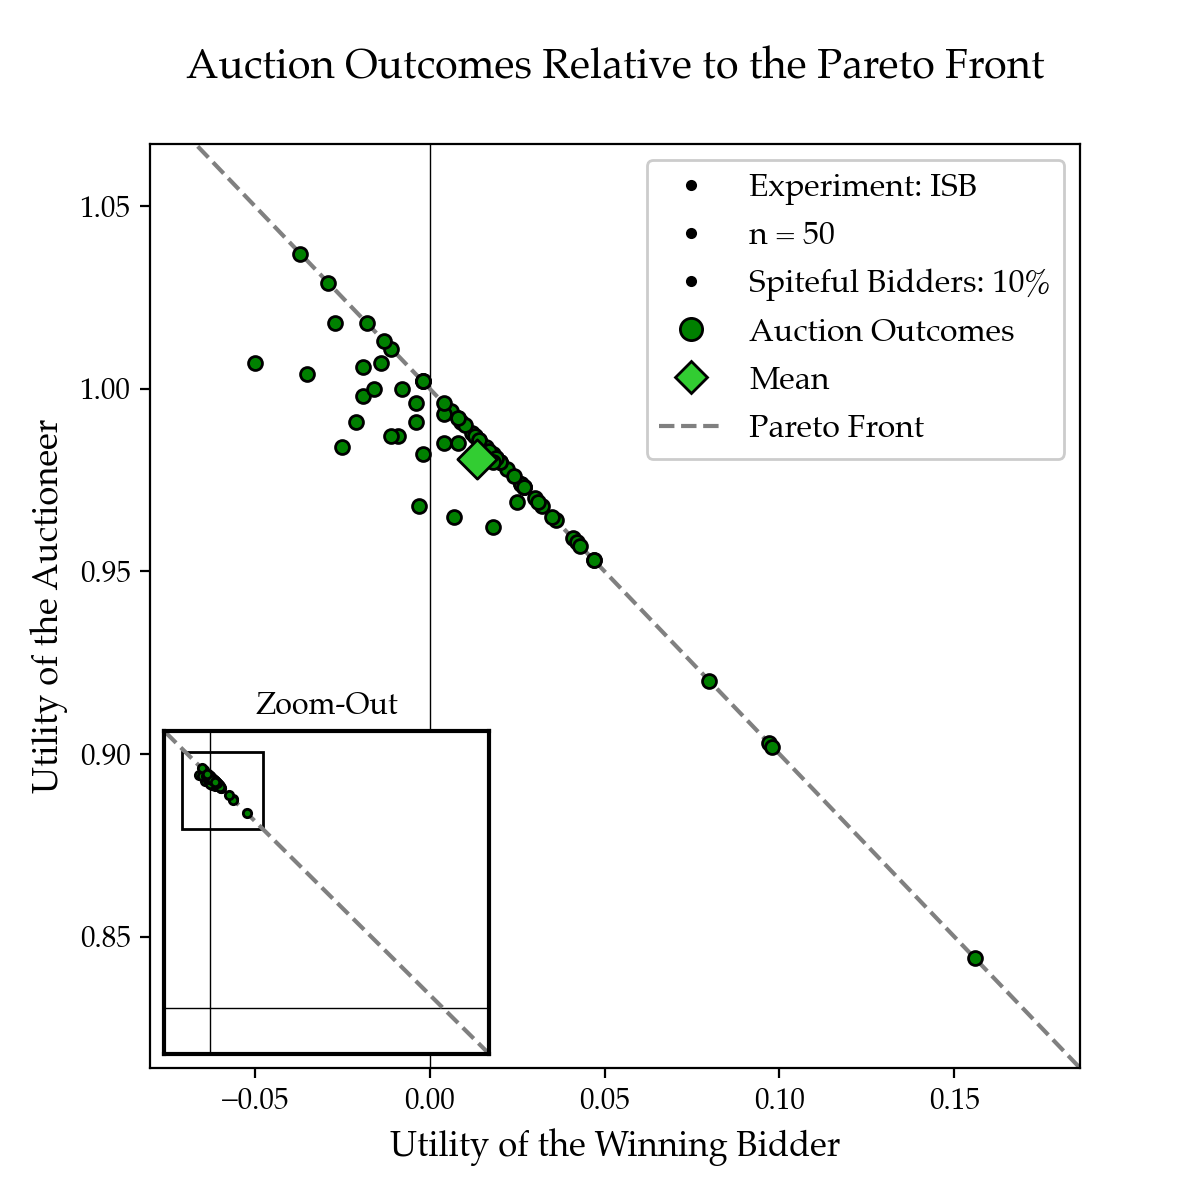 Auction Outcomes Relative to the Pareto Front
Experiment: ISB
n = 50
Spiteful Bidders: 10%
Auction Outcomes
Mean
Pareto Front
Utility of the Auctioneer
1.05
1.00
0.95
0.90
0.85
Zoom-Out
−0.05
0.00
0.05
0.10
0.15
Utility of the Winning Bidder